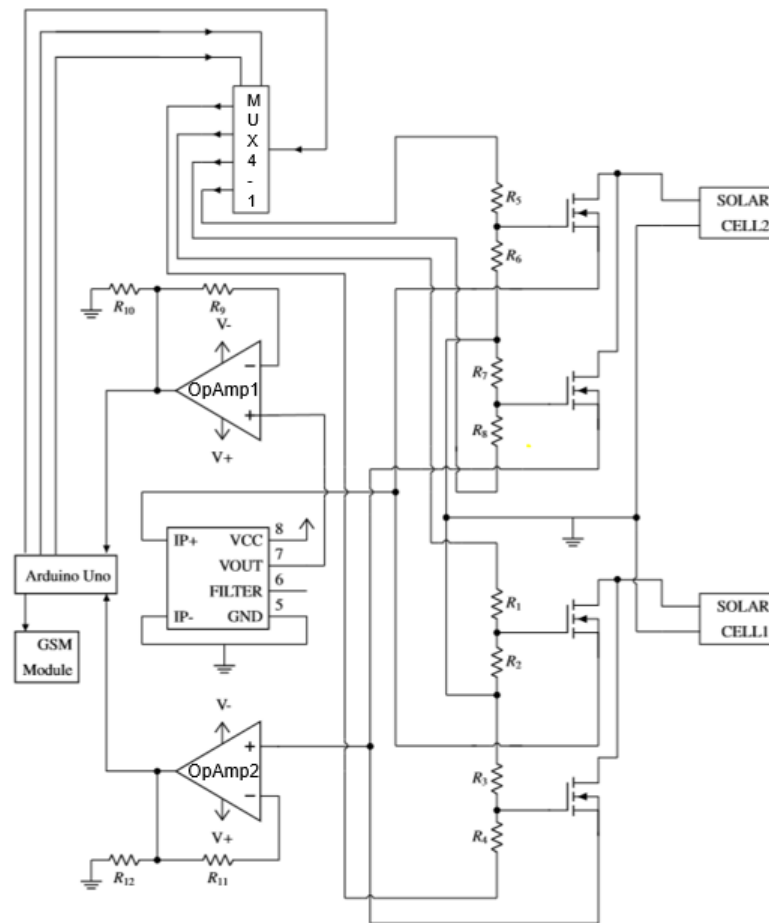 M
U
X
4
-
1
R5
R6
SOLAR
CELL2
R10
R9
V-
OpAmp1
V+
R7
R8
IP+
VCC
8
VOUT
7
FILTER
6
IP-
GND
5
Arduino Uno
GSM
Module
R1
R2
SOLAR
CELL1
V-
OpAmp2
V+
R3
R4
R12
R11